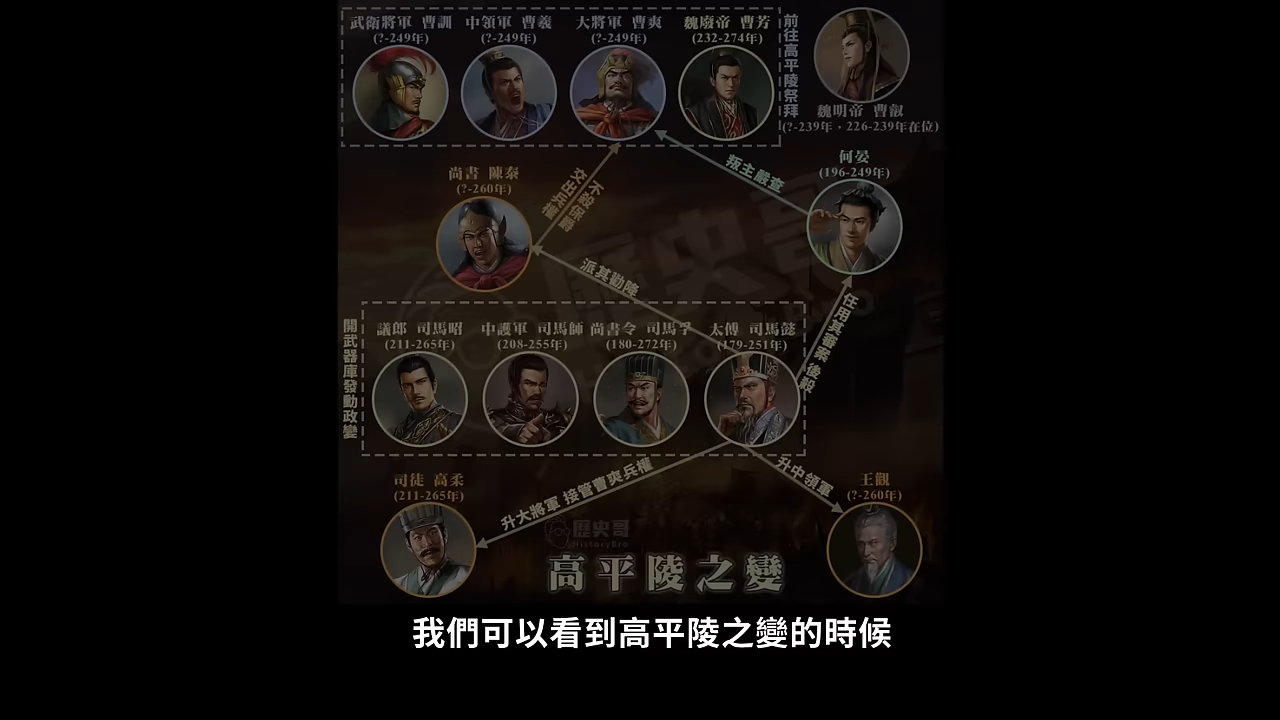 武衛將軍 曹訓
(?-249年)
中領軍 曹羲
(?-249年)
大將軍 曹爽
(?-249年)
魏廢帝 曹芳
(232-274年)
前往高平陵祭拜
魏明帝 曹叡
(?-239年，226-239年在位)
尚書 陳泰
(?-260年)
不殺保爵
交出兵權
叛主嚴查
何晏
(196-249年)
派其勸降
任用其審案 後殺
開武器庫發動政變
議郎 司馬昭
(211-265年)
中護軍 司馬師
(208-255年)
尚書令 司馬孚
(180-272年)
太傅 司馬懿
(179-251年)
司徒 高柔
(211-265年)
升大將軍 接管曹爽兵權
升中領軍
王觀
(?-260年)
歷史哥
HistoryBro
高平陵之變
我們可以看到高平陵之變的時候